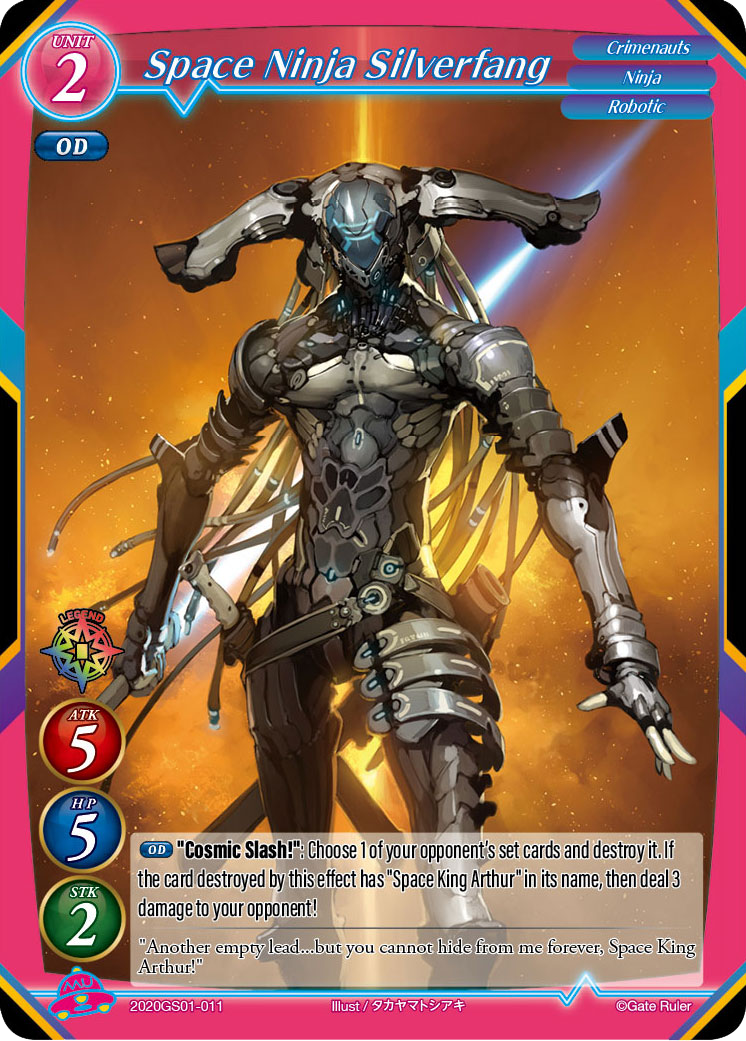 UNIT
2
Space Ninja Silverfang
Crimenauts
Ninja
Robotic
OD
LEGEND
ATK
5
HP
5
STK
2
OD "Cosmic Slash!": Choose 1 of your opponent's set cards and destroy it. If
the card destroyed by this effect has "Space King Arthur" in its name, then deal 3
damage to your opponent!
"Another empty lead...but you cannot hide from me forever, Space King
Arthur!"
2020GS01-011
Illust / タカヤマトシアキ
©Gate Ruler